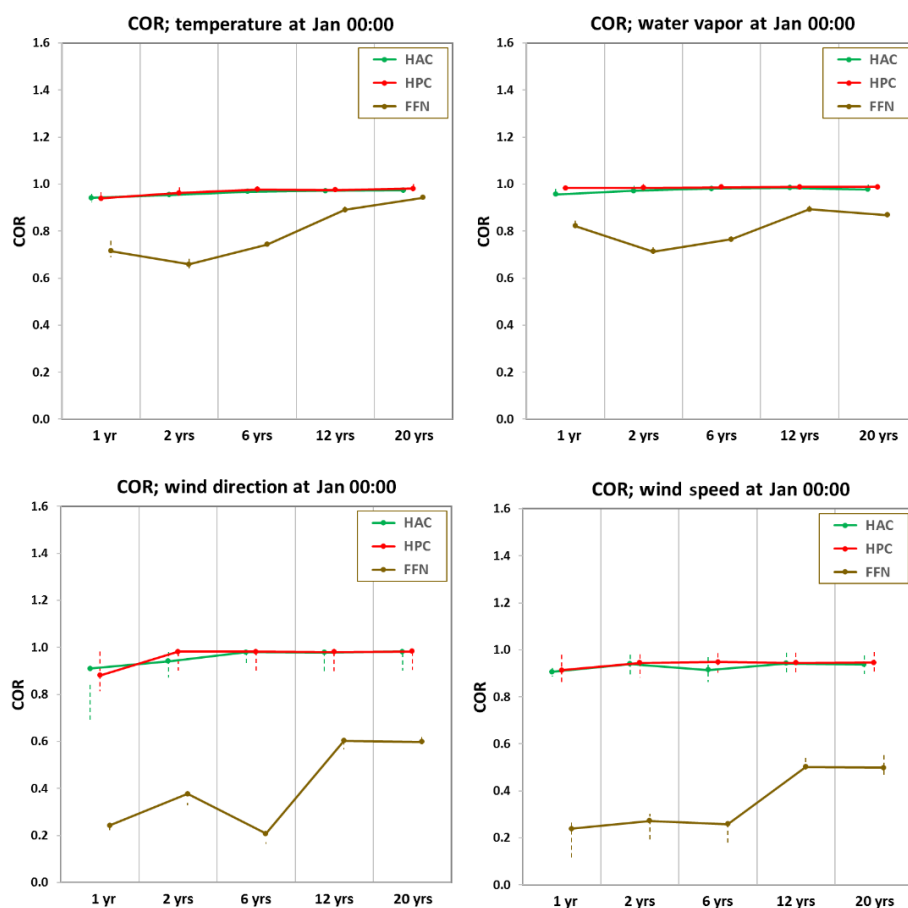 COR; temperature at Jan 00:00
1.6
1.4
1.2
1.0
0.8
0.6
0.4
0.2
0.0
COR
HAC
HPC
FFN
1 yr 2 yrs 6 yrs 12 yrs 20 yrs
COR; water vapor at Jan 00:00
1.6
1.4
1.2
1.0
0.8
0.6
0.4
0.2
0.0
COR
HAC
HPC
FFN
1 yr 2 yrs 6 yrs 12 yrs 20 yrs
COR; wind direction at Jan 00:00
1.6
1.4
1.2
1.0
0.8
0.6
0.4
0.2
0.0
COR
HAC
HPC
FFN
1 yr 2 yrs 6 yrs 12 yrs 20 yrs
COR; wind speed at Jan 00:00
1.6
1.4
1.2
1.0
0.8
0.6
0.4
0.2
0.0
COR
HAC
HPC
FFN
1 yr 2 yrs 6 yrs 12 yrs 20 yrs